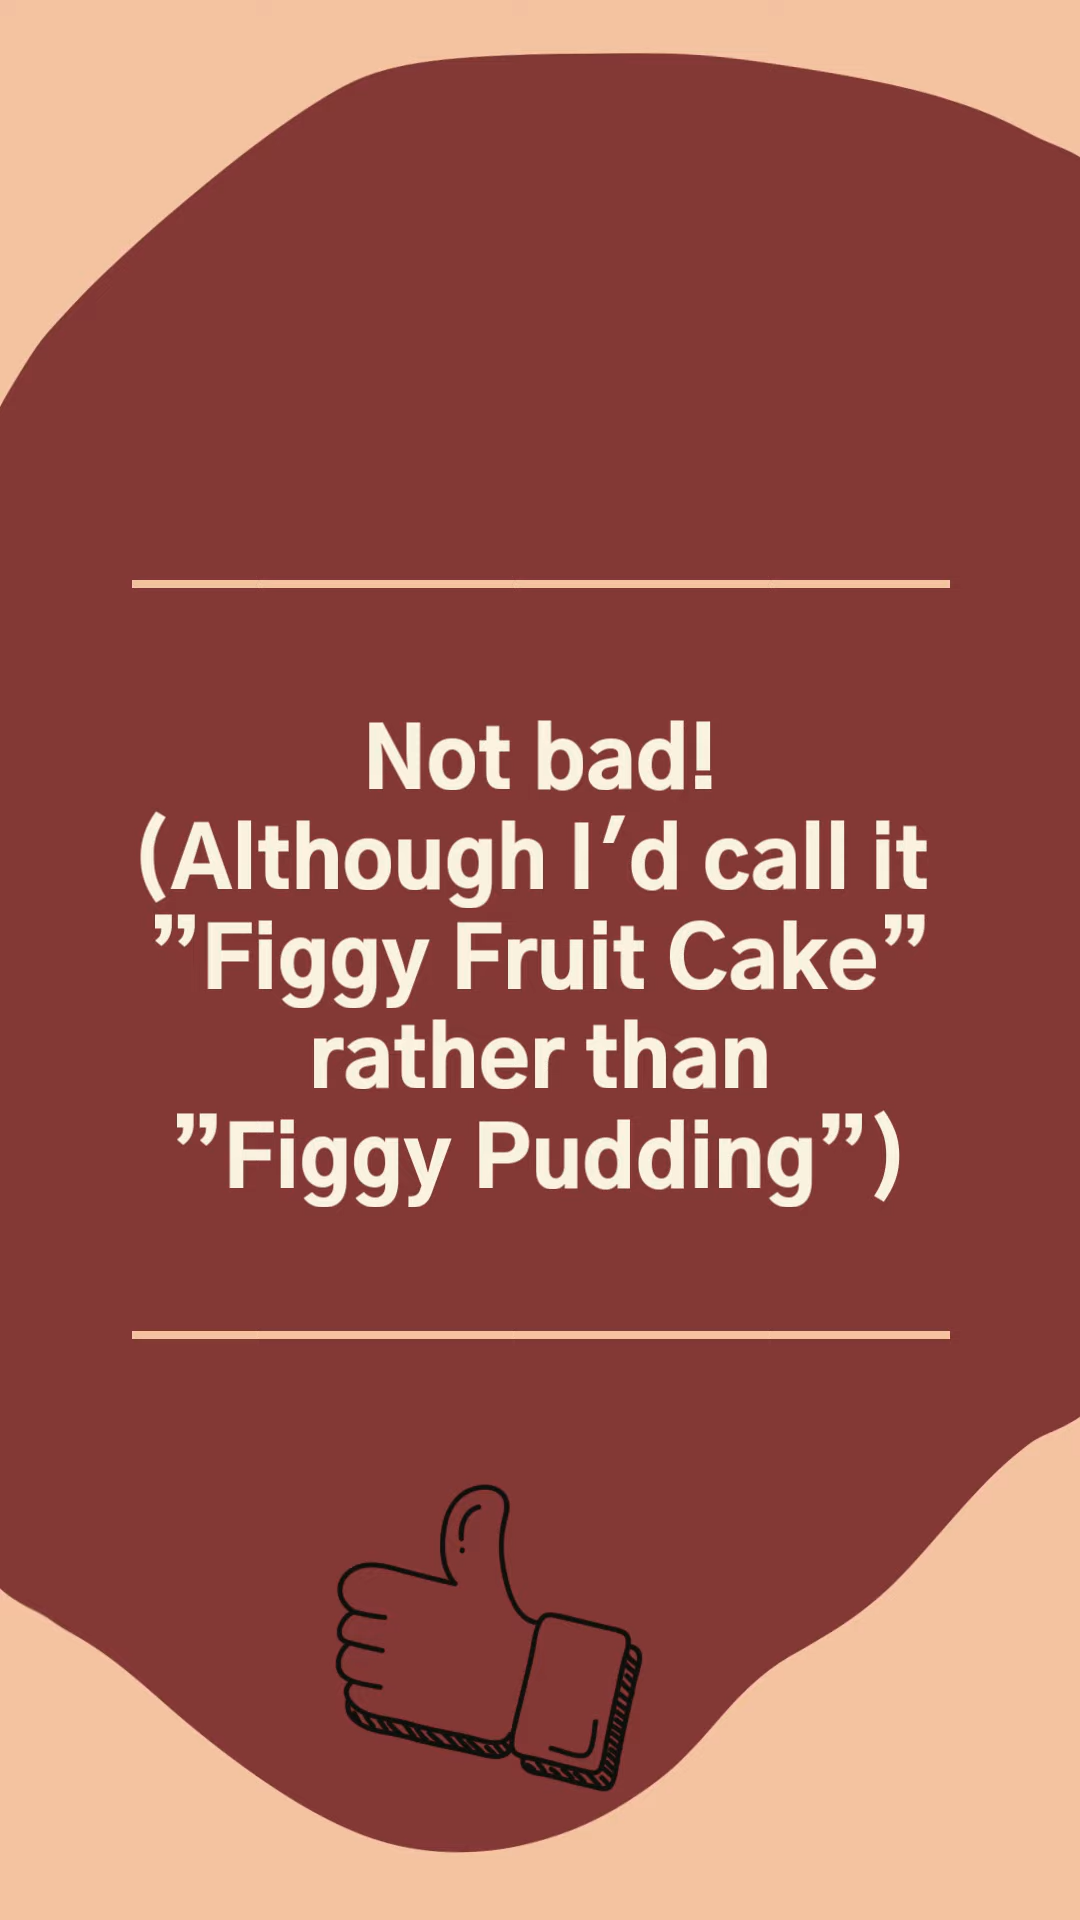 Not bad!
(Although I’d call it
”Figgy Fruit Cake”
rather than
”Figgy Pudding”)